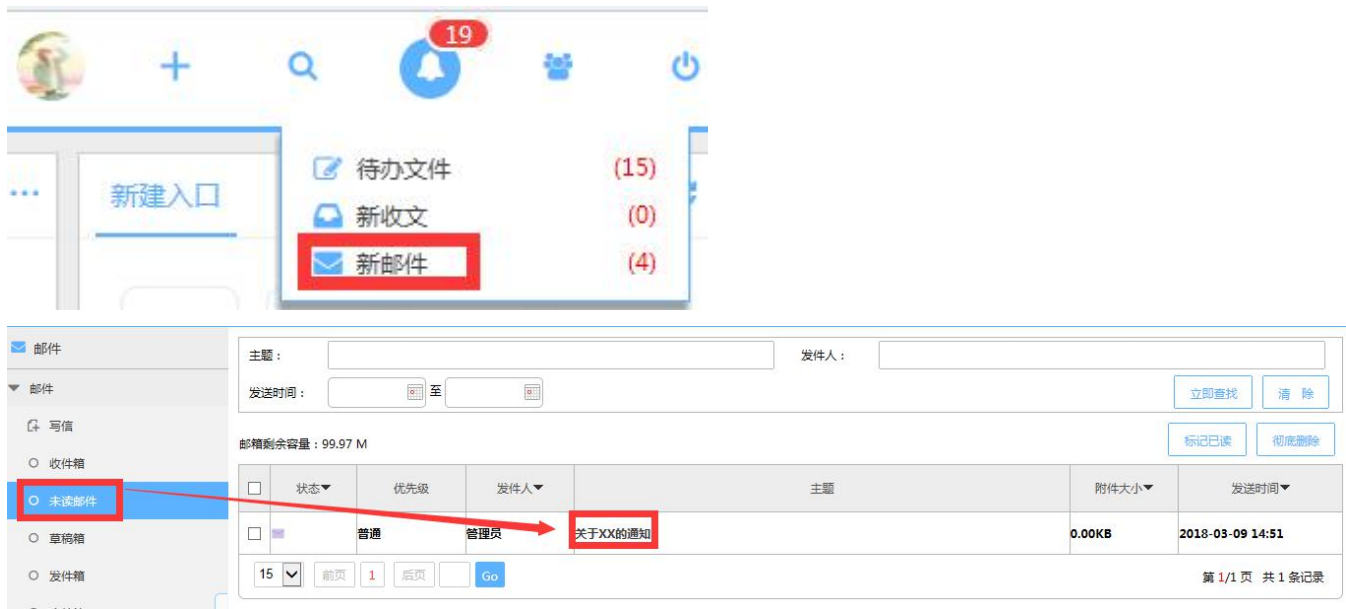 19
待办文件 (15)
新建入口
新收文 (0)
新邮件 (4)
邮件
主题： 发件人：
邮件
发送时间： 至 立即查找 清 除
写信
邮箱剩余容量：99.97 M 标记已读 彻底删除
收件箱
状态 优先级 发件人 主题 附件大小 发送时间
未读邮件
普通 管理员 关于XX的通知 0.00KB 2018-03-09 14:51
草稿箱
15 前页 1 后页 Go 第 1/1 页 共 1 条记录
发件箱